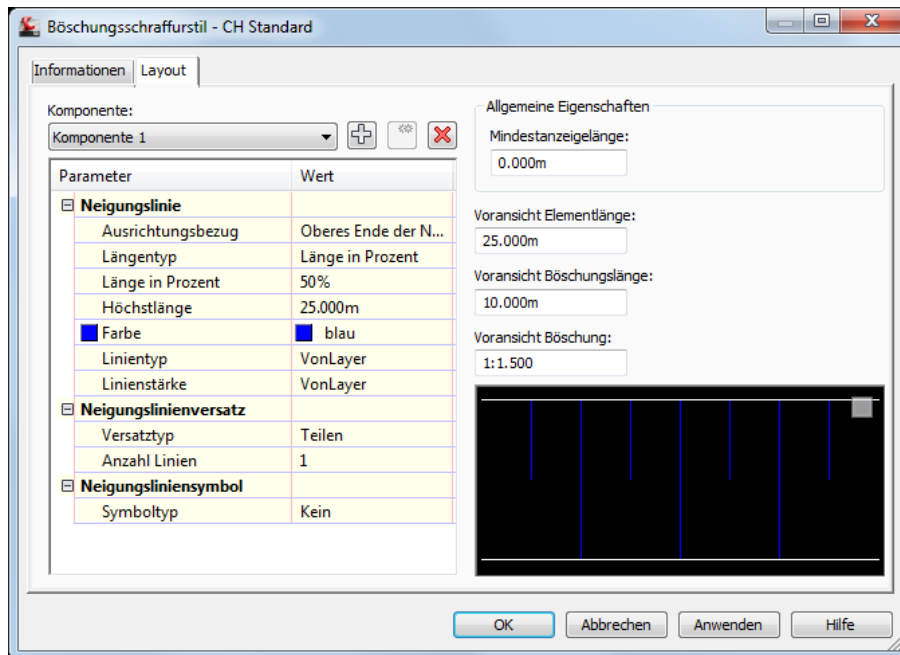 Böschungsschraffurstil - CH Standard
Informationen Layout
Komponente:
Komponente 1
Parameter Wert
Neigungslinie
Ausrichtungsbezug Oberes Ende der N...
Längentyp Länge in Prozent
Länge in Prozent 50%
Höchstlänge 25.000m
Farbe blau
Linientyp VonLayer
Linienstärke VonLayer
Neigungslinienversatz
Versatztyp Teilen
Anzahl Linien 1
Neigungsliniensymbol
Symboltyp Kein
Allgemeine Eigenschaften
Mindestanzeigelänge:
0.000m
Voransicht Elementlänge:
25.000m
Voransicht Böschungslänge:
10.000m
Voransicht Böschung:
1:1.500
OK Abbrechen Anwenden Hilfe